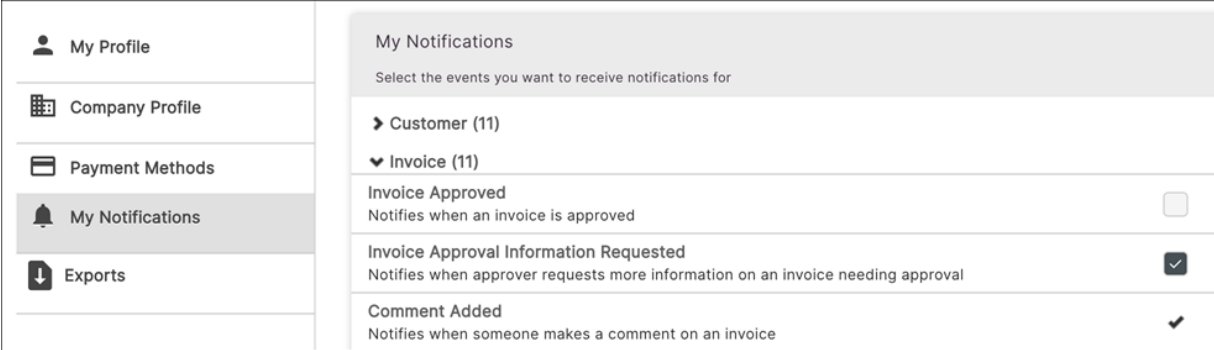 My Profile
Company Profile
Payment Methods
My Notifications
Exports
My Notifications
Select the events you want to receive notifications for
Customer (11)
Invoice (11)
Invoice Approved
Notifies when an invoice is approved
Invoice Approval Information Requested
Notifies when approver requests more information on an invoice needing approval
Comment Added
Notifies when someone makes a comment on an invoice